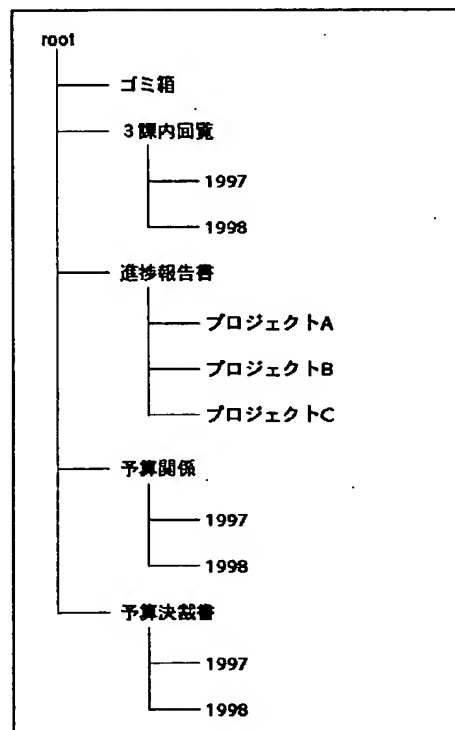 root
ゴミ箱
3課内回覧
1997
1998
進捗報告書
プロジェクトA
プロジェクトB
プロジェクトC
予算関係
1997
1998
予算決裁書
1997
1998